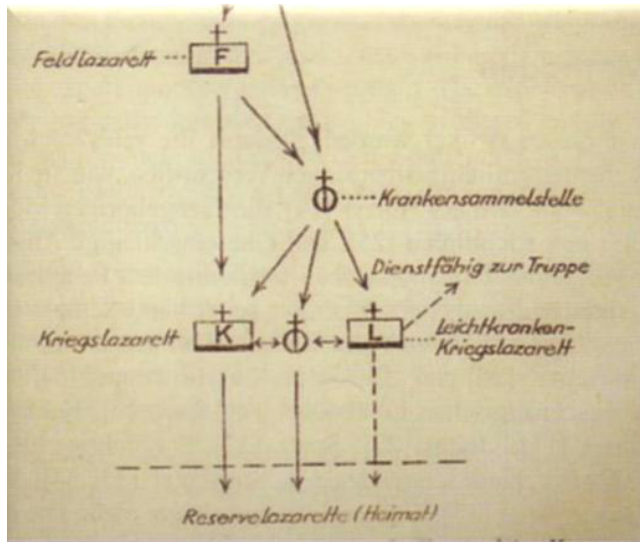 Feldlazarett
F
Krankensammelstelle
Dienstfähig zur Truppe
Kriegslazarett
K
L
Leichtkranken-
Kriegslazarett
Reservelazarette (Heimat)